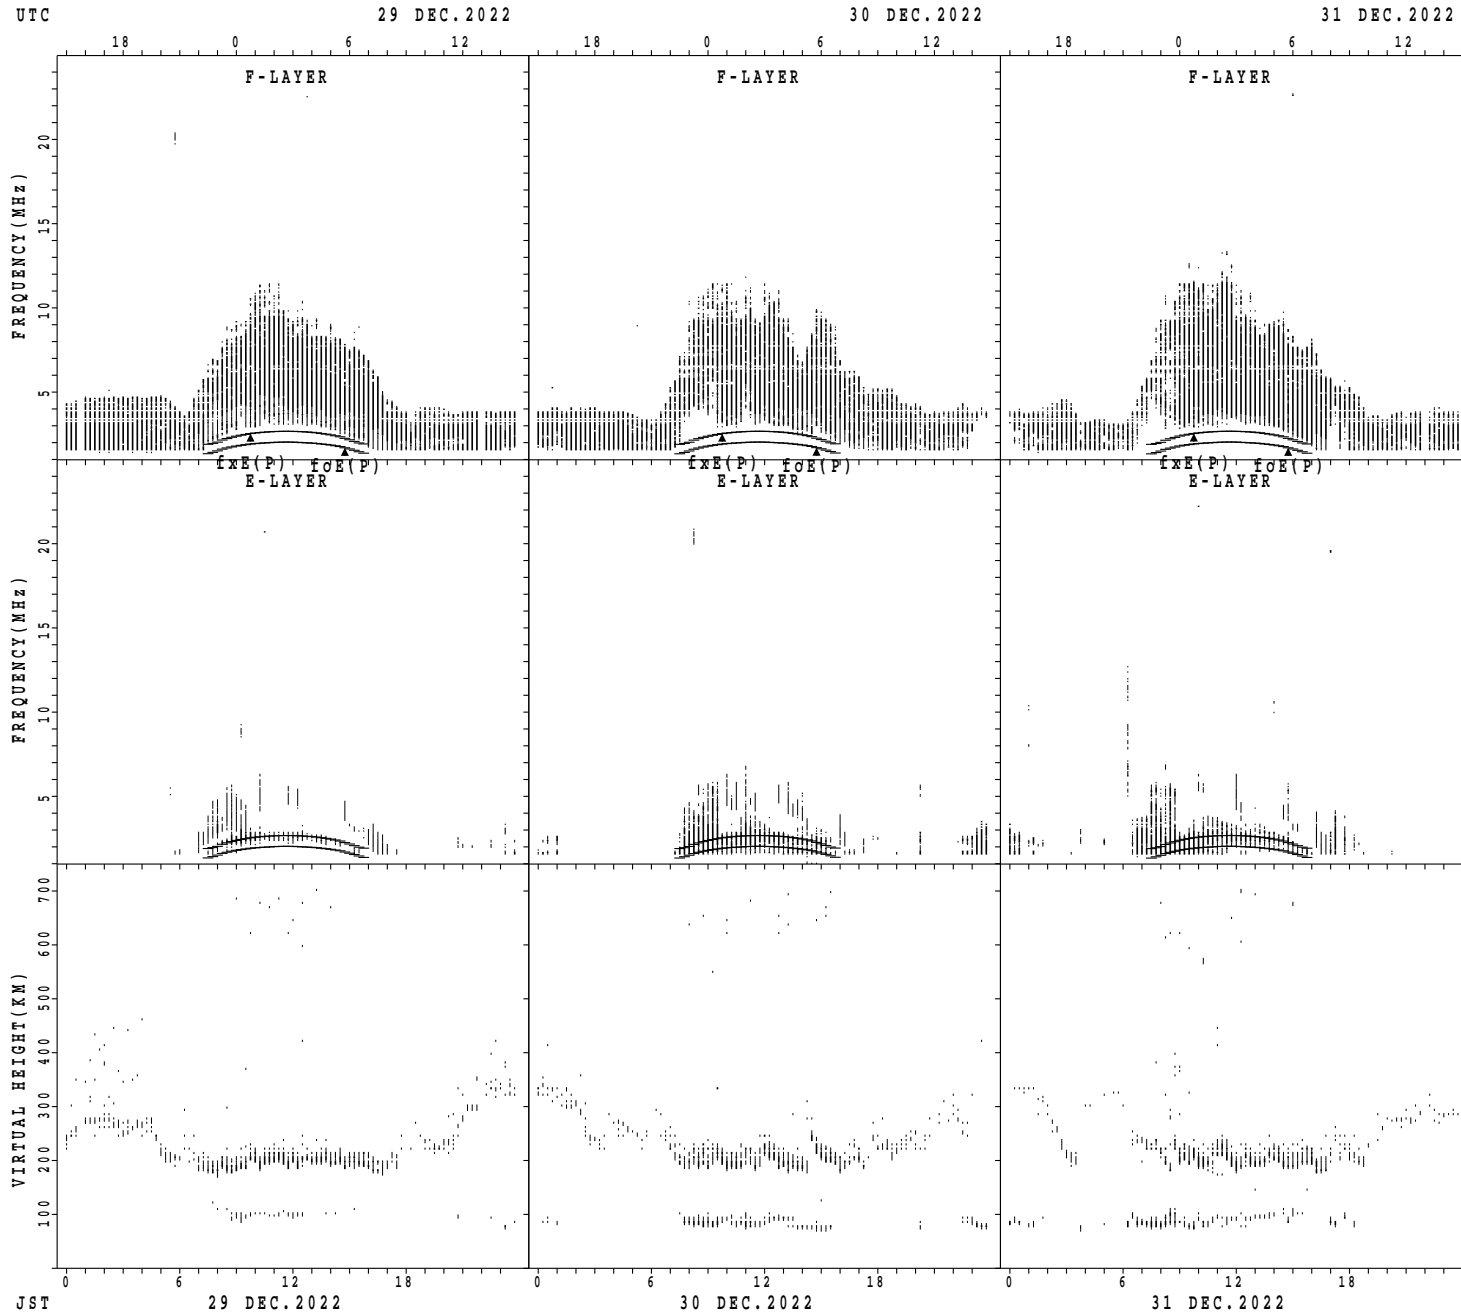 UTC 29 DEC.2022 30 DEC.2022 31 DEC.2022
18 0 6 12 18 0 6 12 18 0 6 12
F-LAYER F-LAYER F-LAYER
FREQUENCY(MHz)
20
15
10
5
fxE(P) foE(P) fxE(P) foE(P) fxE(P) foE(P)
E-LAYER E-LAYER E-LAYER
FREQUENCY(MHz)
20
15
10
5
VIRTUAL HEIGHT(KM)
700
600
500
400
300
200
100
0 6 12 18 0 6 12 18 0 6 12 18
JST 29 DEC.2022 30 DEC.2022 31 DEC.2022